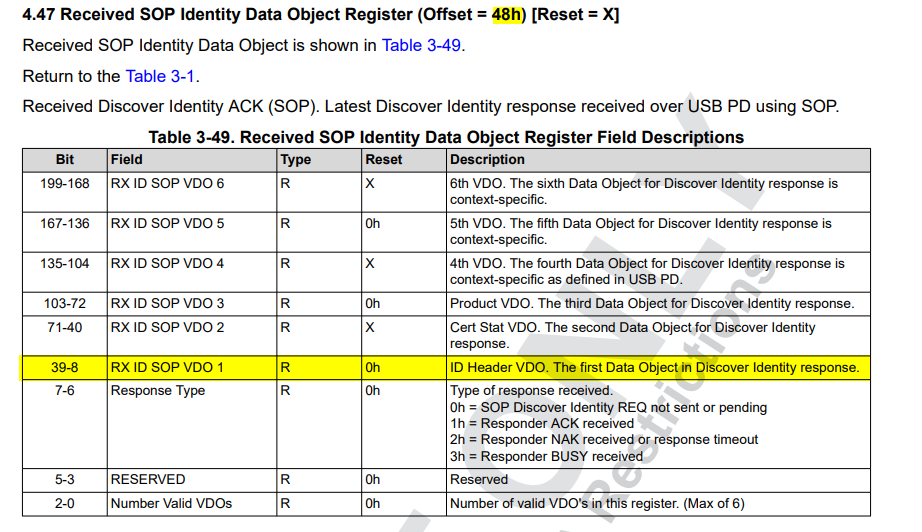 4.47 Received SOP Identity Data Object Register (Offset = 48h) [Reset = X]
Received SOP Identity Data Object is shown in Table 3-49.
Return to the Table 3-1.
Received Discover Identity ACK (SOP). Latest Discover Identity response received over USB PD using SOP.
Table 3-49. Received SOP Identity Data Object Register Field Descriptions
Bit Field Type Reset Description
199-168 RX ID SOP VDO 6 R X 6th VDO. The sixth Data Object for Discover Identity response is
context-specific.
167-136 RX ID SOP VDO 5 R 0h 5th VDO. The fifth Data Object for Discover Identity response is
context-specific.
135-104 RX ID SOP VDO 4 R X 4th VDO. The fourth Data Object for Discover Identity response is
context-specific as defined in USB PD.
103-72 RX ID SOP VDO 3 R 0h Product VDO. The third Data Object for Discover Identity response.
71-40 RX ID SOP VDO 2 R X Cert Stat VDO. The second Data Object for Discover Identity
response.
39-8 RX ID SOP VDO 1 R 0h ID Header VDO. The first Data Object in Discover Identity response.
7-6 Response Type R 0h Type of response received.
0h = SOP Discover Identity REQ not sent or pending
1h = Responder ACK received
2h = Responder NAK received or response timeout
3h = Responder BUSY received
5-3 RESERVED R 0h Reserved
2-0 Number Valid VDOs R 0h Number of valid VDO's in this register. (Max of 6)
ONLY
Restrictions